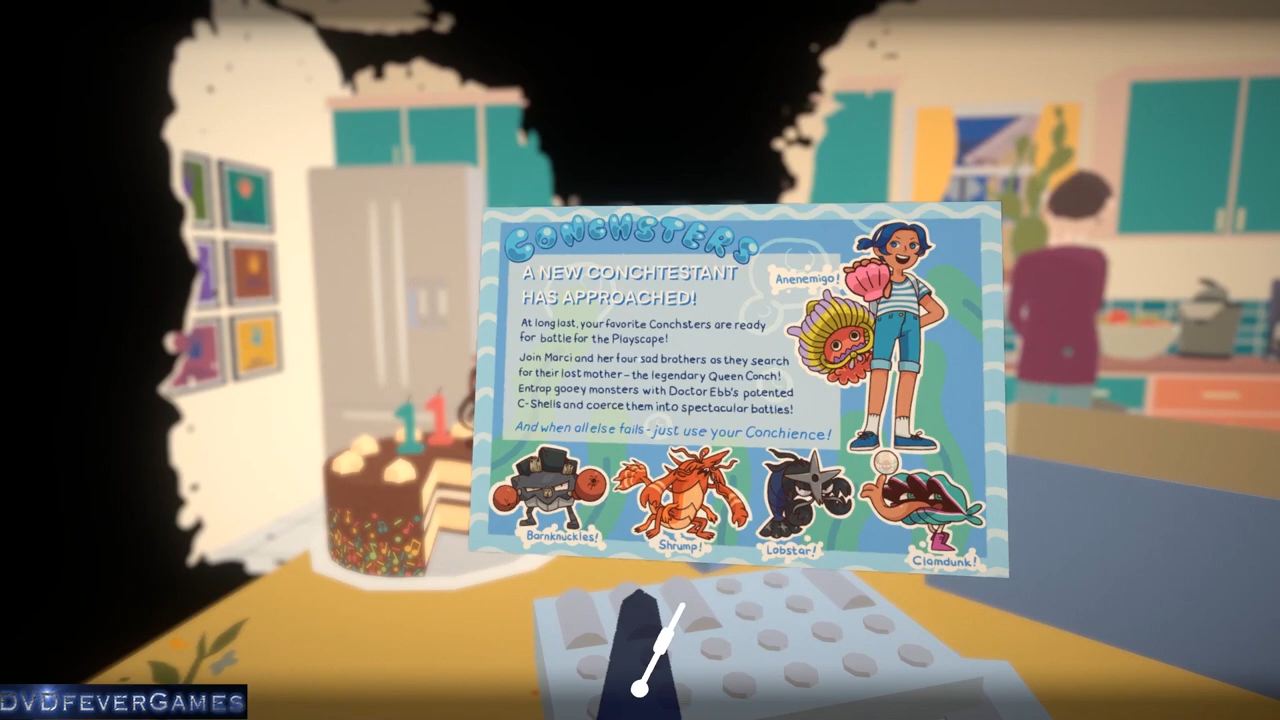 CONCHSTERS
A NEW CONCHTESTANT
HAS APPROACHED!
Anenemigo!
At long last, your favorite Conchsters are ready
for battle for the Playscape!
Join Marci and her four sad brothers as they search
for their lost mother – the legendary Queen Conch!
Entrap gooey monsters with Doctor Ebb's patented
C-Shells and coerce them into spectacular battles!
And when all else fails - just use your Conchience!
Barnknuckles!
Shrump!
Lobstar!
Clamdunk!
11
DVDFEVERGAMES